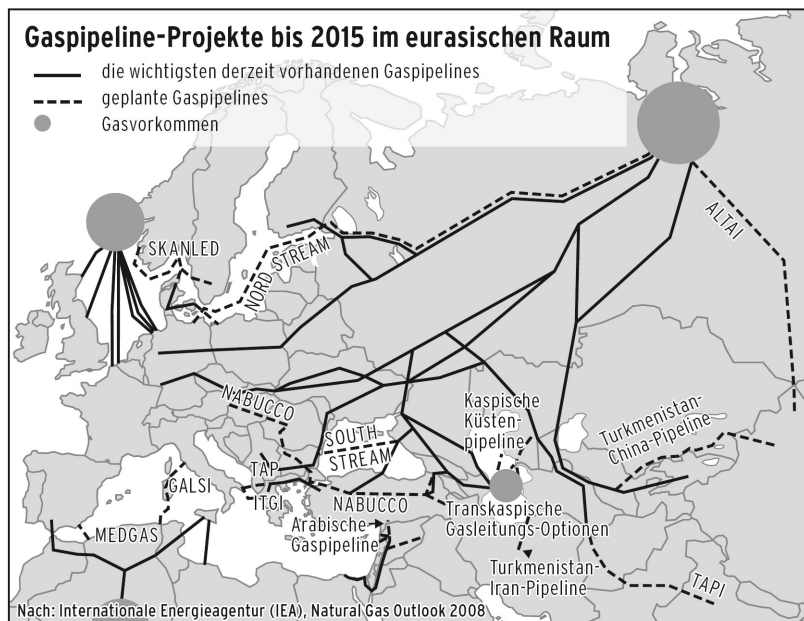 Gaspipeline-Projekte bis 2015 im eurasischen Raum
die wichtigsten derzeit vorhandenen Gaspipelines
geplante Gaspipelines
Gasvorkommen
ALTAI
SKANLED
NORD STREAM
NABUCCO
Kaspische
Küsten-
pipeline
Turkmenistan-
China-Pipeline
SOUTH
STREAM
TAP
GALSI
ITGI
NABUCCO
Transkaspische
Gasleitungs-Optionen
MEDGAS
Arabische
Gaspipeline
Turkmenistan-
Iran-Pipeline
TAPI
Nach: Internationale Energieagentur (IEA), Natural Gas Outlook 2008